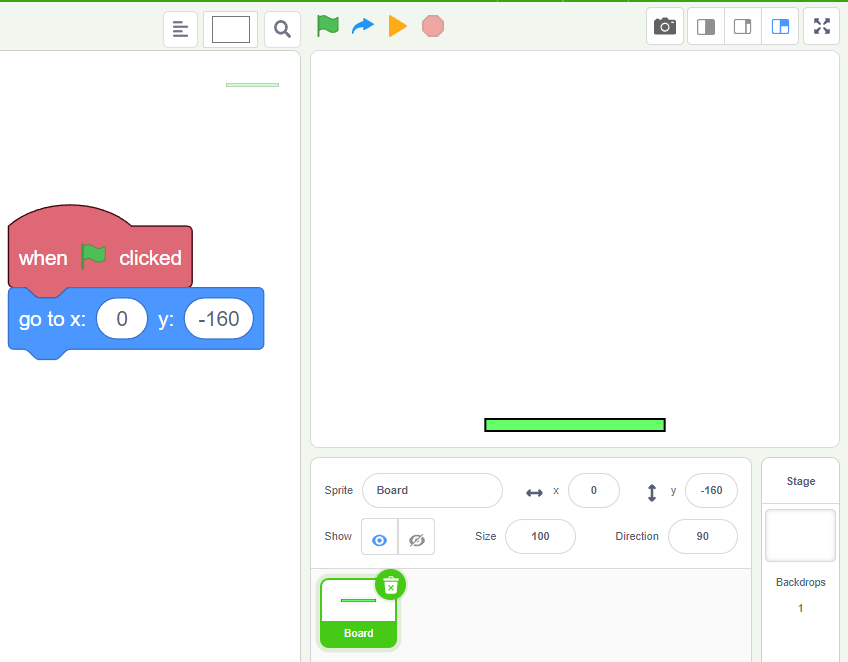 when clicked
go to x: 0 y: -160
Sprite Board x 0 y -160
Show Size 100 Direction 90
Board
Stage
Backdrops
1